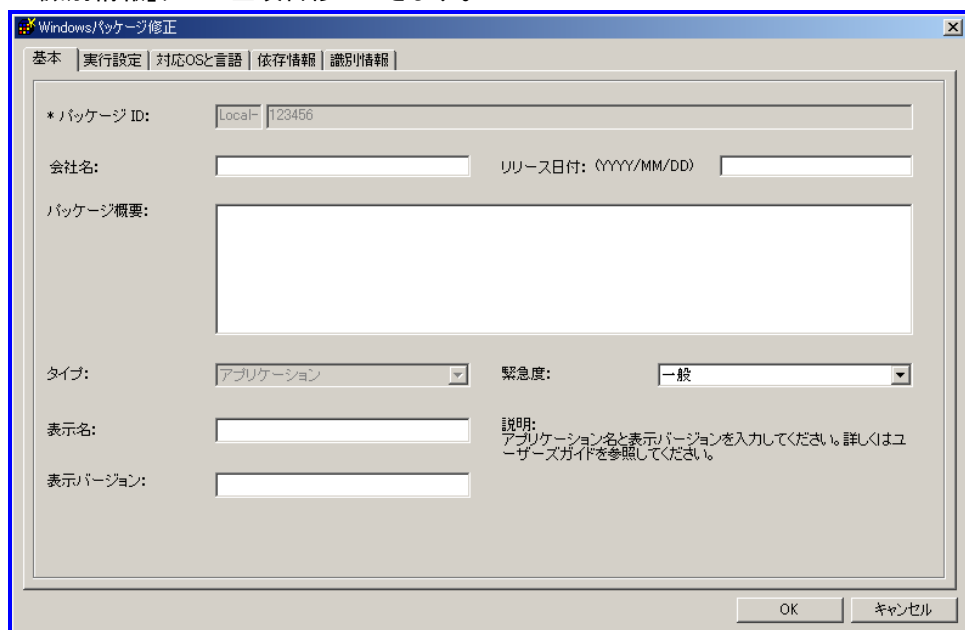 Windowsパッケージ修正
基本 実行設定 対応OSと言語 依存情報 識別情報
* パッケージ ID: Local- 123456
会社名: リリース日付: (YYYY/MM/DD)
パッケージ概要:
タイプ: アプリケーション 緊急度: 一般
表示名:
説明:
アプリケーション名と表示バージョンを入力してください。詳しくはユ
ーザーズガイドを参照してください。
表示バージョン:
OK キャンセル